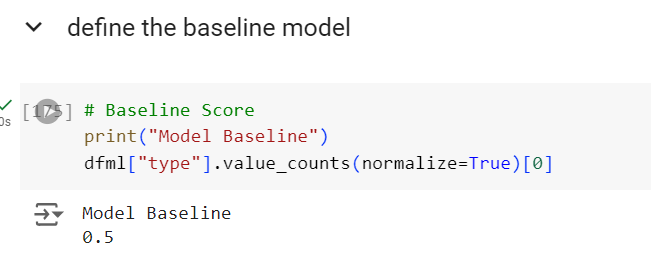 define the baseline model
[175]
0s
# Baseline Score
print("Model Baseline")
dfml["type"].value_counts(normalize=True)[0]
Model Baseline
0.5